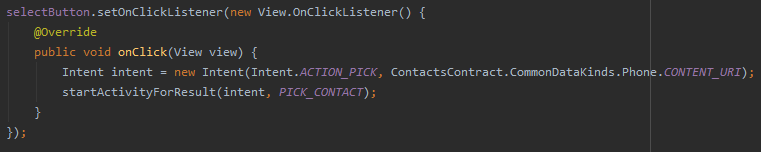 selectButton.setOnClickListener(new View.OnClickListener() {
@Override
public void onClick(View view) {
Intent intent = new Intent(Intent.ACTION_PICK, ContactsContract.CommonDataKinds.Phone.CONTENT_URI);
startActivityForResult(intent, PICK_CONTACT);
}
});